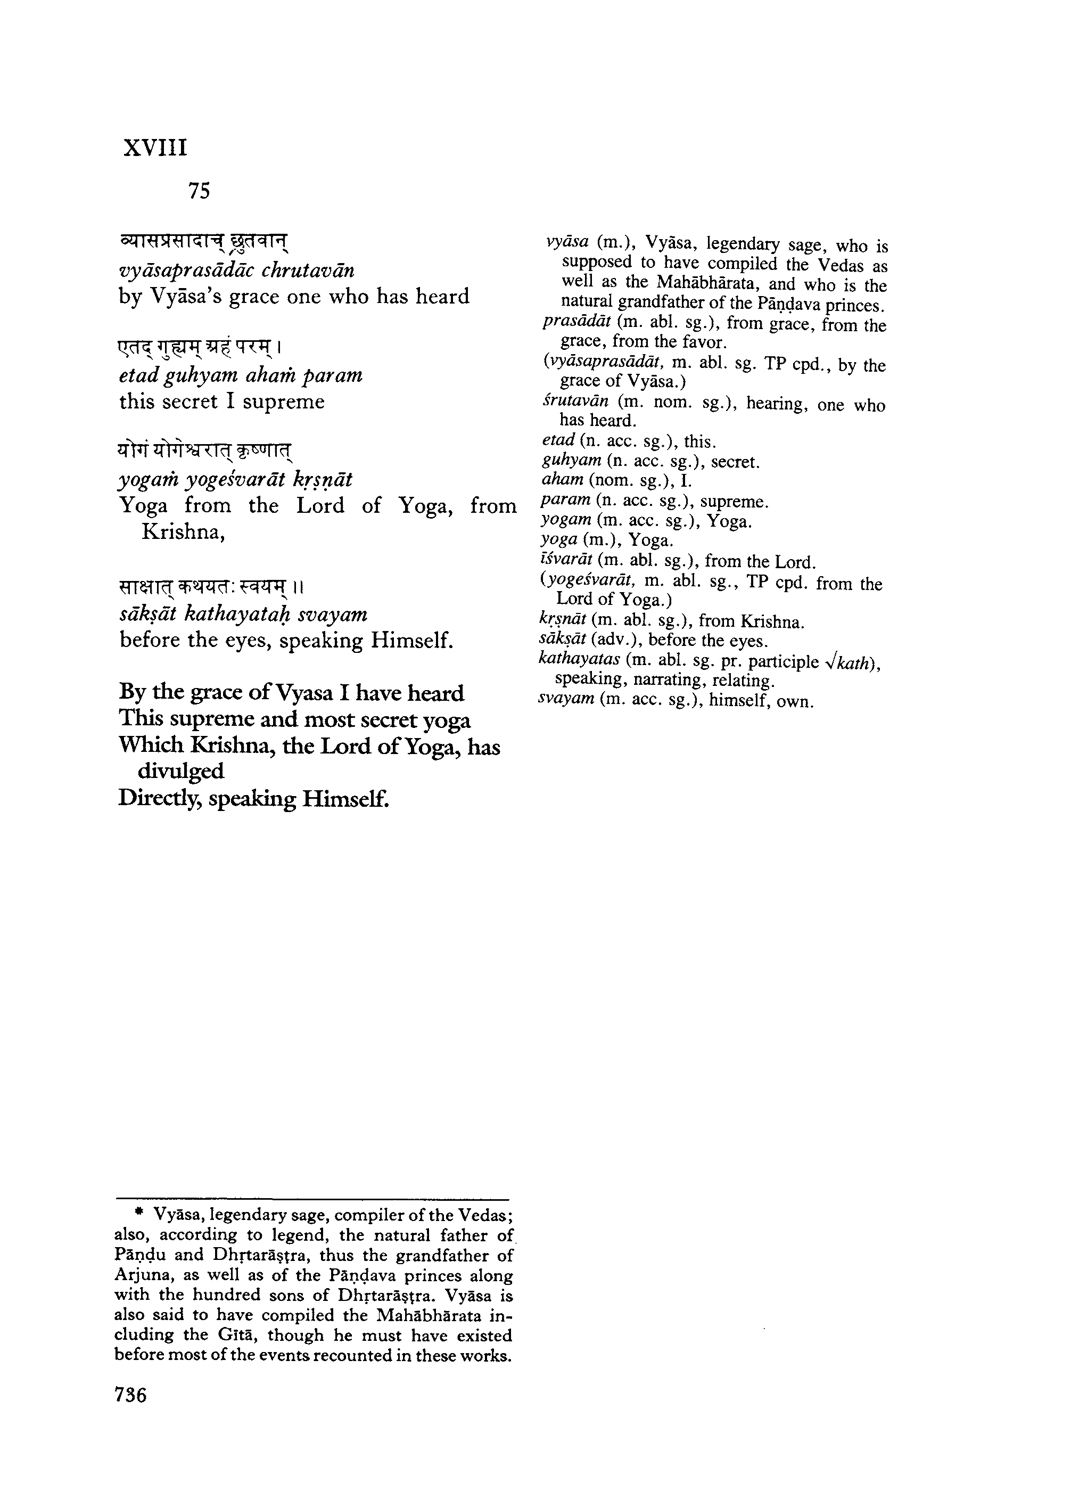 XVIII
75
व्यासप्रसादाच् छ्रुतवान्
vyāsaprasādāc chrutavān
by Vyāsa's grace one who has heard
एतद् गुह्यम् अहं परम् ।
etad guhyam ahaṁ param
this secret I supreme
योगं योगेश्वरात् कृष्णात्
yogaṁ yogeśvarāt kṛṣṇāt
Yoga from the Lord of Yoga, from
Krishna,
साक्षात् कथयतः स्वयम् ।।
sākṣāt kathayataḥ svayam
before the eyes, speaking Himself.
By the grace of Vyasa I have heard
This supreme and most secret yoga
Which Krishna, the Lord of Yoga, has
divulged
Directly, speaking Himself.
vyāsa (m.), Vyāsa, legendary sage, who is
supposed to have compiled the Vedas as
well as the Mahābhārata, and who is the
natural grandfather of the Pāṇḍava princes.
prasādāt (m. abl. sg.), from grace, from the
grace, from the favor.
(vyāsaprasādāt, m. abl. sg. TP cpd., by the
grace of Vyāsa.)
śrutavān (m. nom. sg.), hearing, one who
has heard.
etad (n. acc. sg.), this.
guhyam (n. acc. sg.), secret.
aham (nom. sg.), I.
param (n. acc. sg.), supreme.
yogam (m. acc. sg.), Yoga.
yoga (m.), Yoga.
īśvarāt (m. abl. sg.), from the Lord.
(yogeśvarāt, m. abl. sg., TP cpd. from the
Lord of Yoga.)
kṛṣnāt (m. abl. sg.), from Krishna.
sākṣāt (adv.), before the eyes.
kathayatas (m. abl. sg. pr. participle √kath),
speaking, narrating, relating.
svayam (m. acc. sg.), himself, own.
* Vyāsa, legendary sage, compiler of the Vedas;
also, according to legend, the natural father of
Pāṇḍu and Dhṛtarāṣṭra, thus the grandfather of
Arjuna, as well as of the Pāṇḍava princes along
with the hundred sons of Dhṛtarāṣṭra. Vyāsa is
also said to have compiled the Mahābhārata in-
cluding the Gītā, though he must have existed
before most of the events recounted in these works.
736